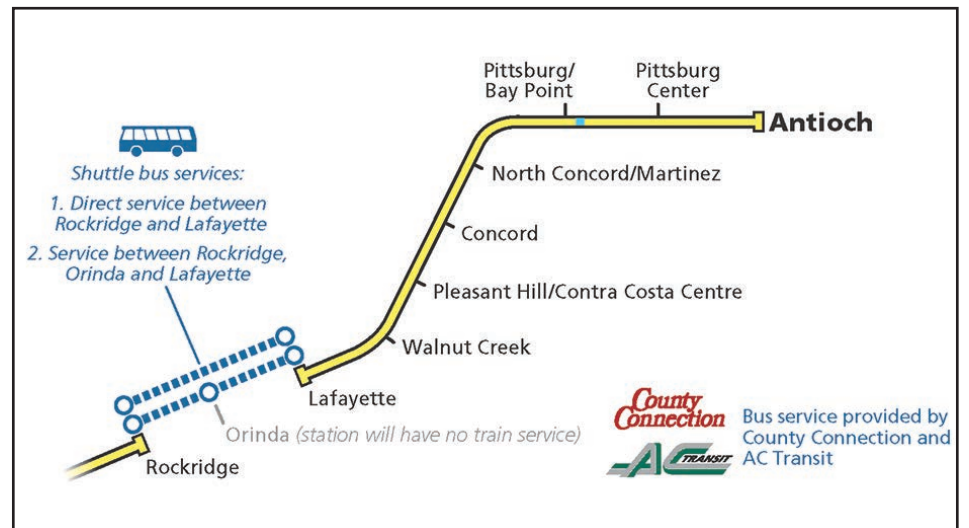 Pittsburg/
Bay Point
Pittsburg
Center
Antioch
North Concord/Martinez
Concord
Pleasant Hill/Contra Costa Centre
Walnut Creek
Lafayette
Shuttle bus services:
1. Direct service between
Rockridge and Lafayette
2. Service between Rockridge,
Orinda and Lafayette
Orinda (station will have no train service)
Rockridge
County
Connection
AC TRANSIT
Bus service provided by
County Connection and
AC Transit